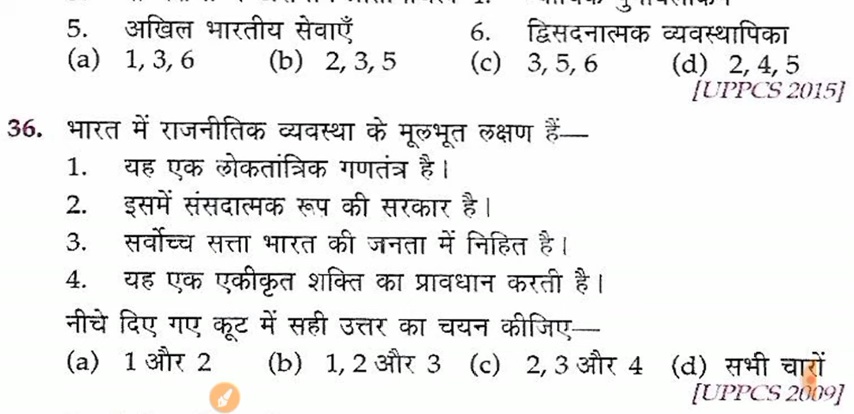 5. अखिल भारतीय सेवाएँ 6. द्विसदनात्मक व्यवस्थापिका
(a) 1, 3, 6 (b) 2, 3, 5 (c) 3, 5, 6 (d) 2, 4, 5
[UPPCS 2015]
36. भारत में राजनीतिक व्यवस्था के मूलभूत लक्षण हैं—
1. यह एक लोकतांत्रिक गणतंत्र है।
2. इसमें संसदात्मक रूप की सरकार है।
3. सर्वोच्च सत्ता भारत की जनता में निहित है।
4. यह एक एकीकृत शक्ति का प्रावधान करती है।
नीचे दिए गए कूट में सही उत्तर का चयन कीजिए—
(a) 1 और 2 (b) 1, 2 और 3 (c) 2, 3 और 4 (d) सभी चारों
[UPPCS 2009]